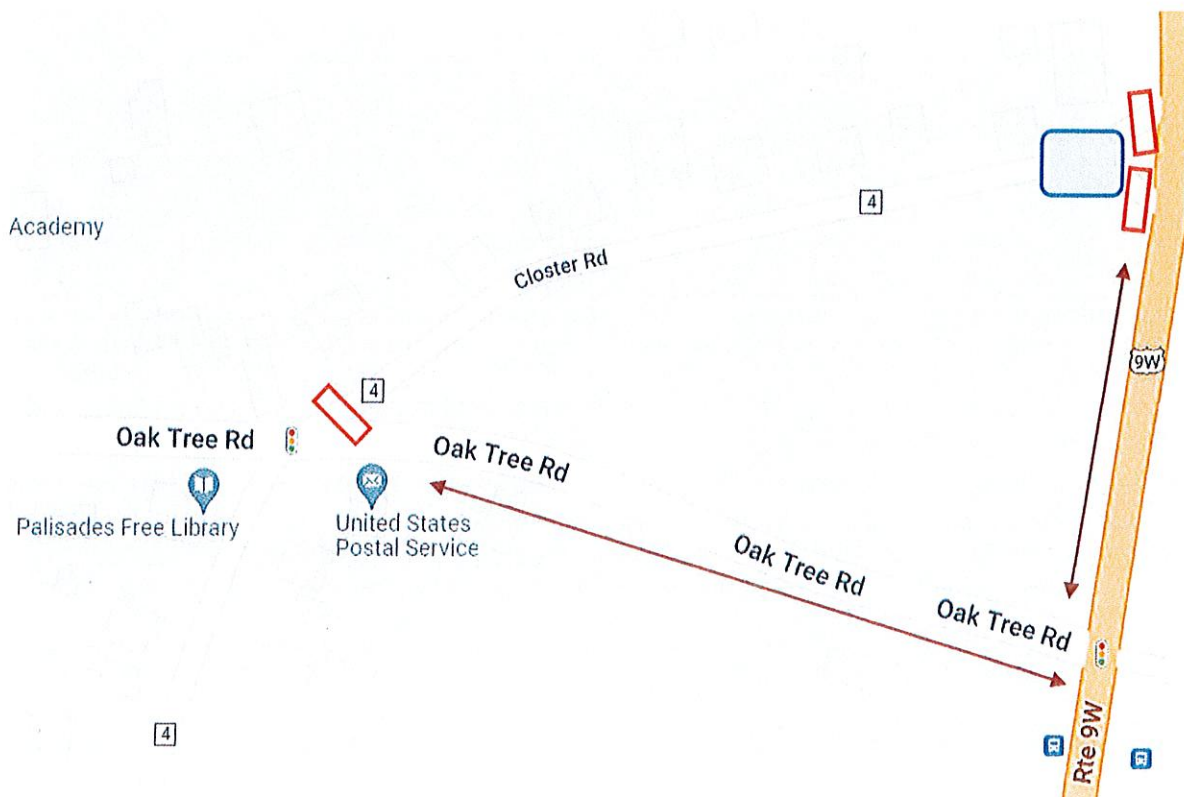 4
Academy
Closter Rd
9W
4
Oak Tree Rd
Oak Tree Rd
Palisades Free Library
United States
Postal Service
Oak Tree Rd
Oak Tree Rd
4
Rte 9W